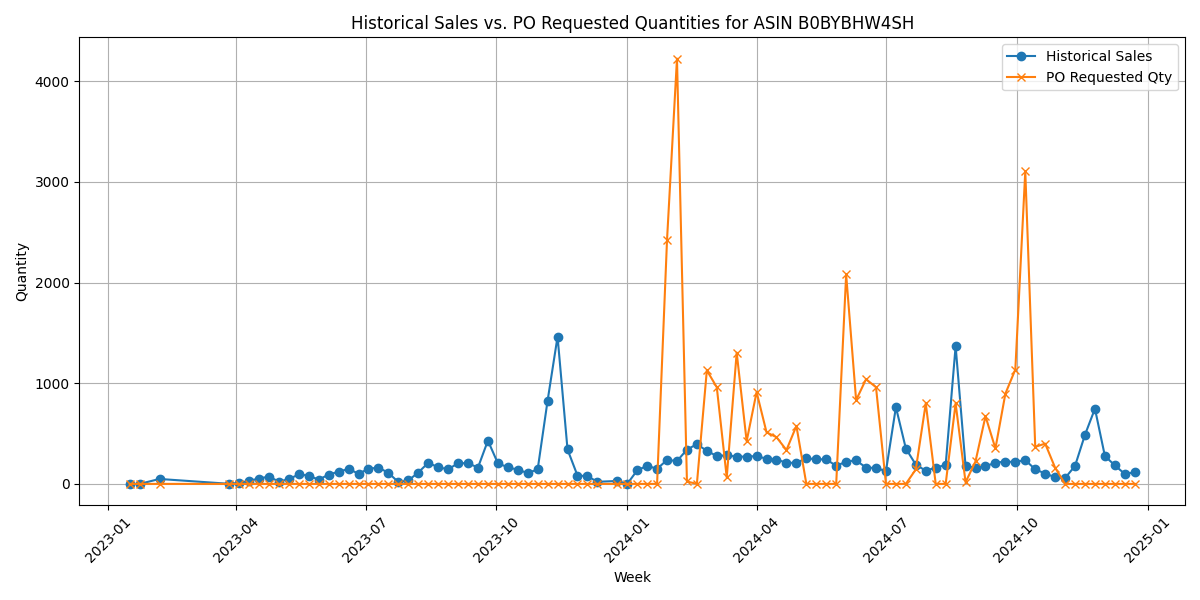 Historical Sales vs. PO Requested Quantities for ASIN B0BYBHW4SH
Historical Sales
PO Requested Qty
Quantity
4000
3000
2000
1000
0
2023-01
2023-04
2023-07
2023-10
2024-01
2024-04
2024-07
2024-10
2025-01
Week